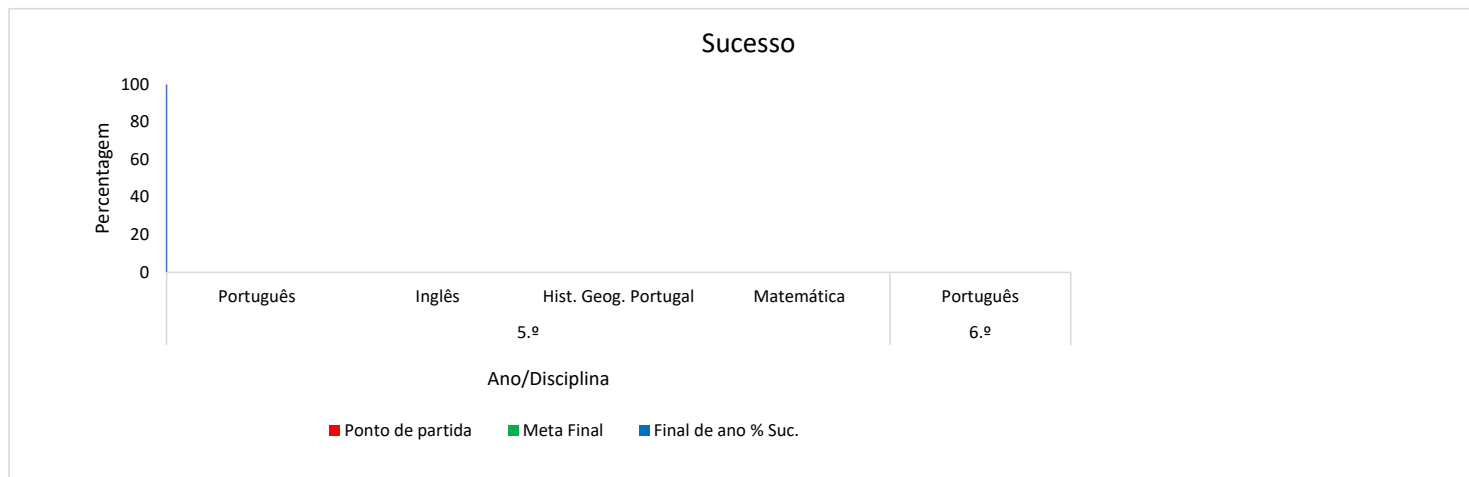 Sucesso
100
80
60
40
20
0
Percentagem
Português Inglês Hist. Geog. Portugal Matemática Português
5.º 6.º
Ano/Disciplina
Ponto de partida Meta Final Final de ano % Suc.